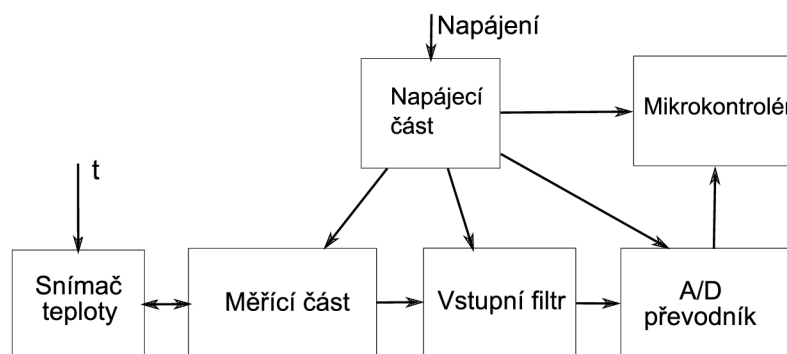 Napájení
Napájecí
část
Mikrokontrolér
t
Snímač
teploty
Měřící část
Vstupní filtr
A/D
převodník